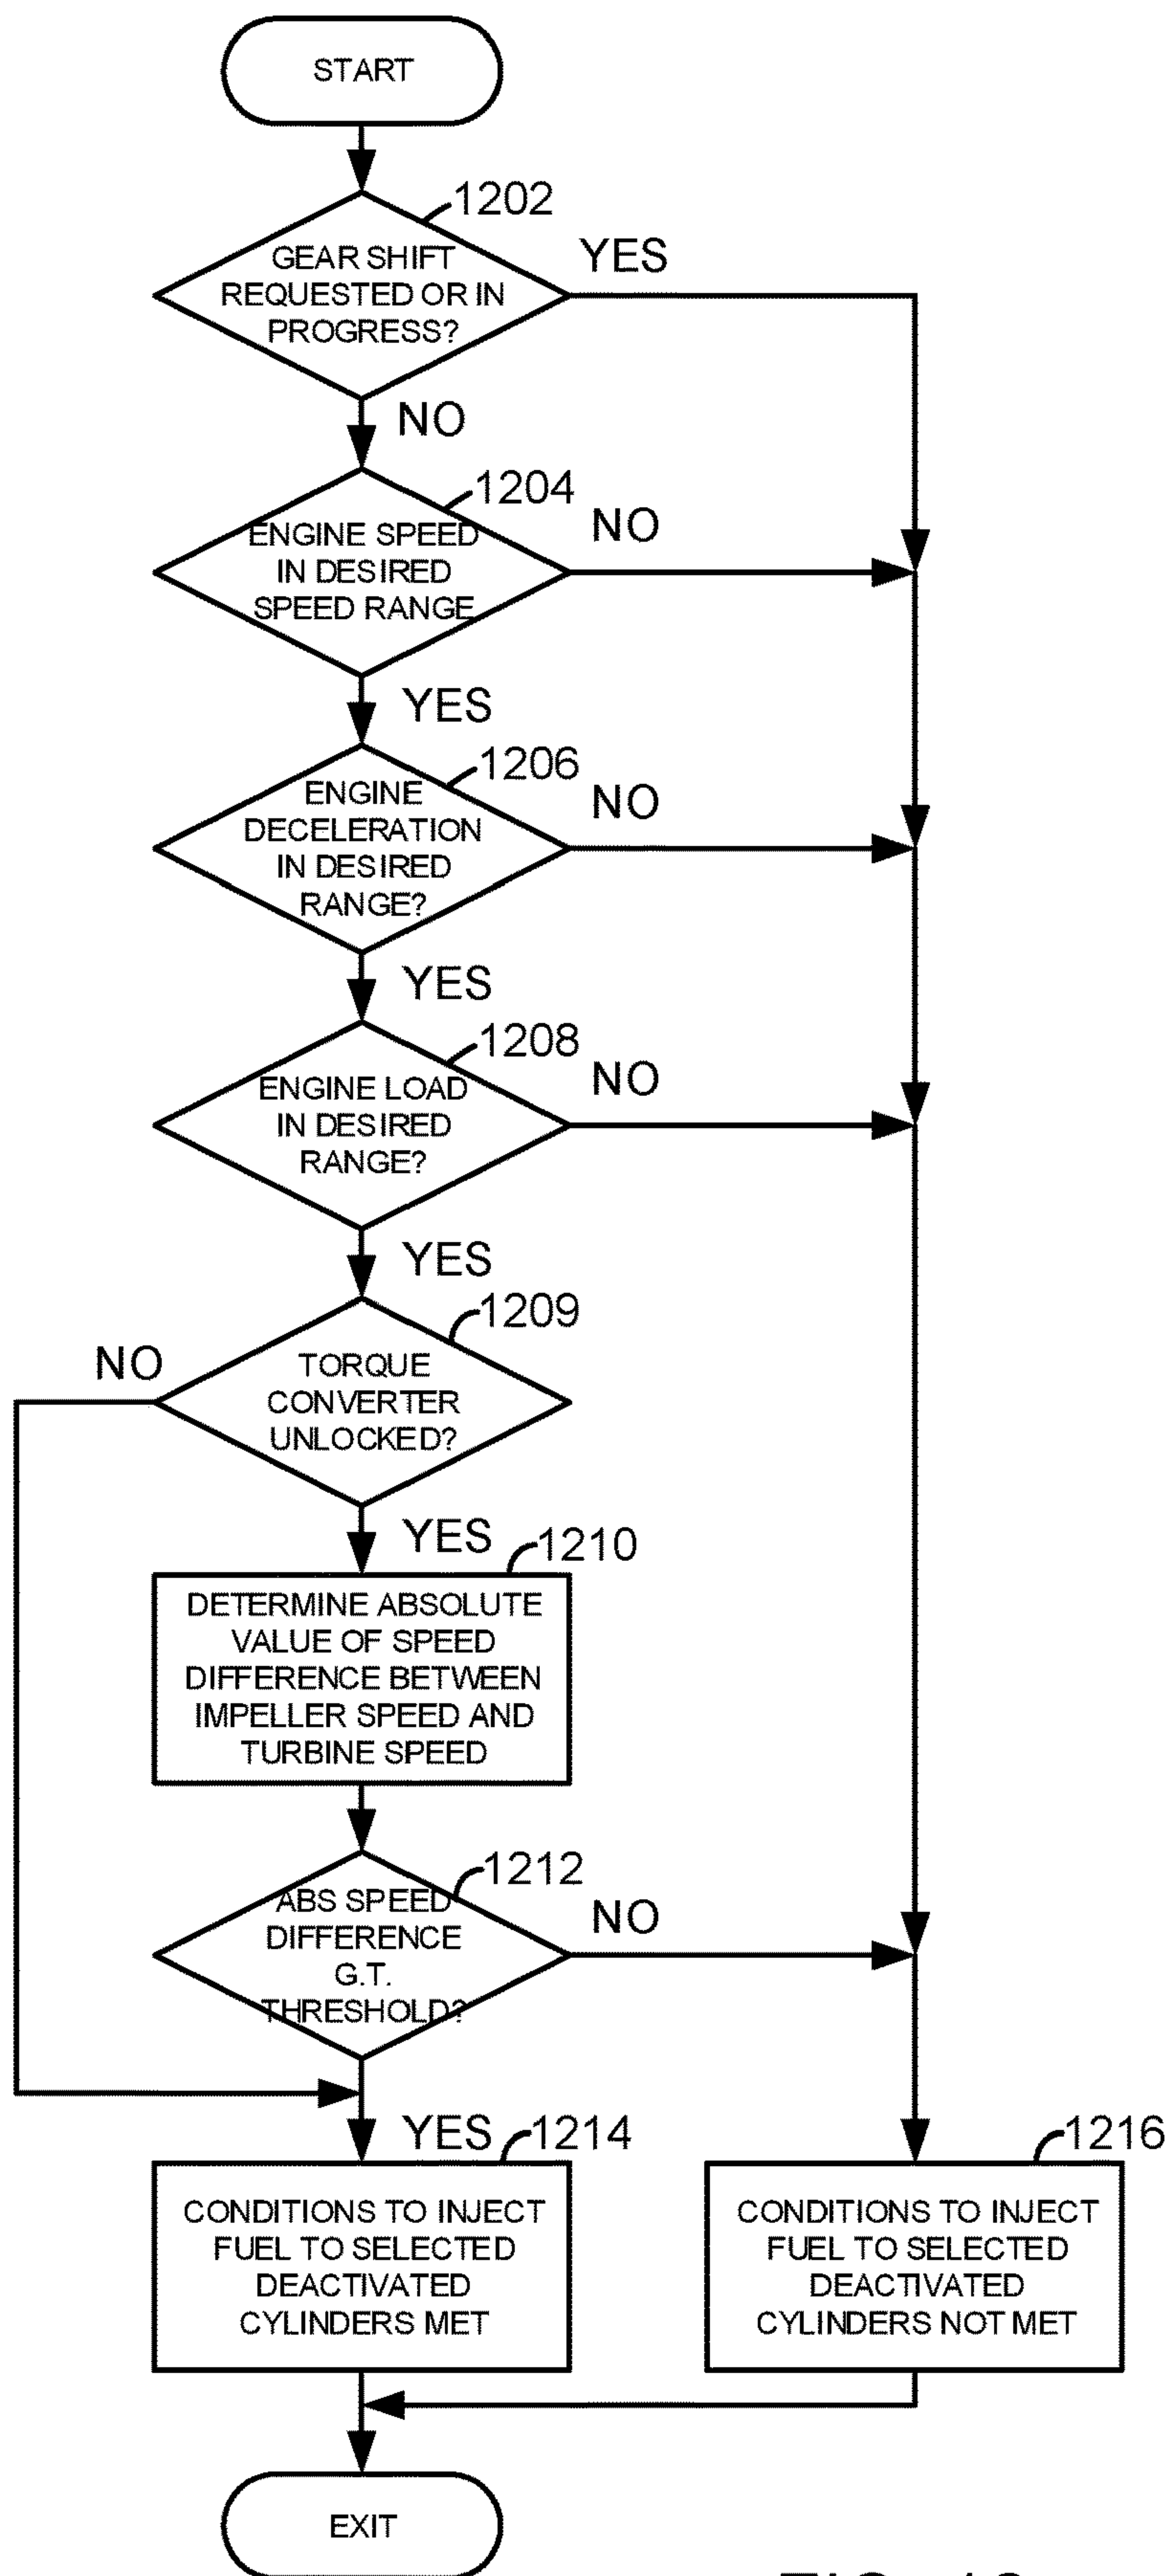 START
1202
GEAR SHIFT
REQUESTED OR IN
PROGRESS?
YES
NO
1204
ENGINE SPEED
IN DESIRED
SPEED RANGE
NO
YES
1206
ENGINE
DECELERATION
IN DESIRED
RANGE?
NO
YES
1208
ENGINE LOAD
IN DESIRED
RANGE?
NO
YES
1209
TORQUE
CONVERTER
UNLOCKED?
NO
YES
1210
DETERMINE ABSOLUTE
VALUE OF SPEED
DIFFERENCE BETWEEN
IMPELLER SPEED AND
TURBINE SPEED
1212
ABS SPEED
DIFFERENCE
G.T.
THRESHOLD?
NO
YES
1214
CONDITIONS TO INJECT
FUEL TO SELECTED
DEACTIVATED
CYLINDERS MET
1216
CONDITIONS TO INJECT
FUEL TO SELECTED
DEACTIVATED
CYLINDERS NOT MET
EXIT